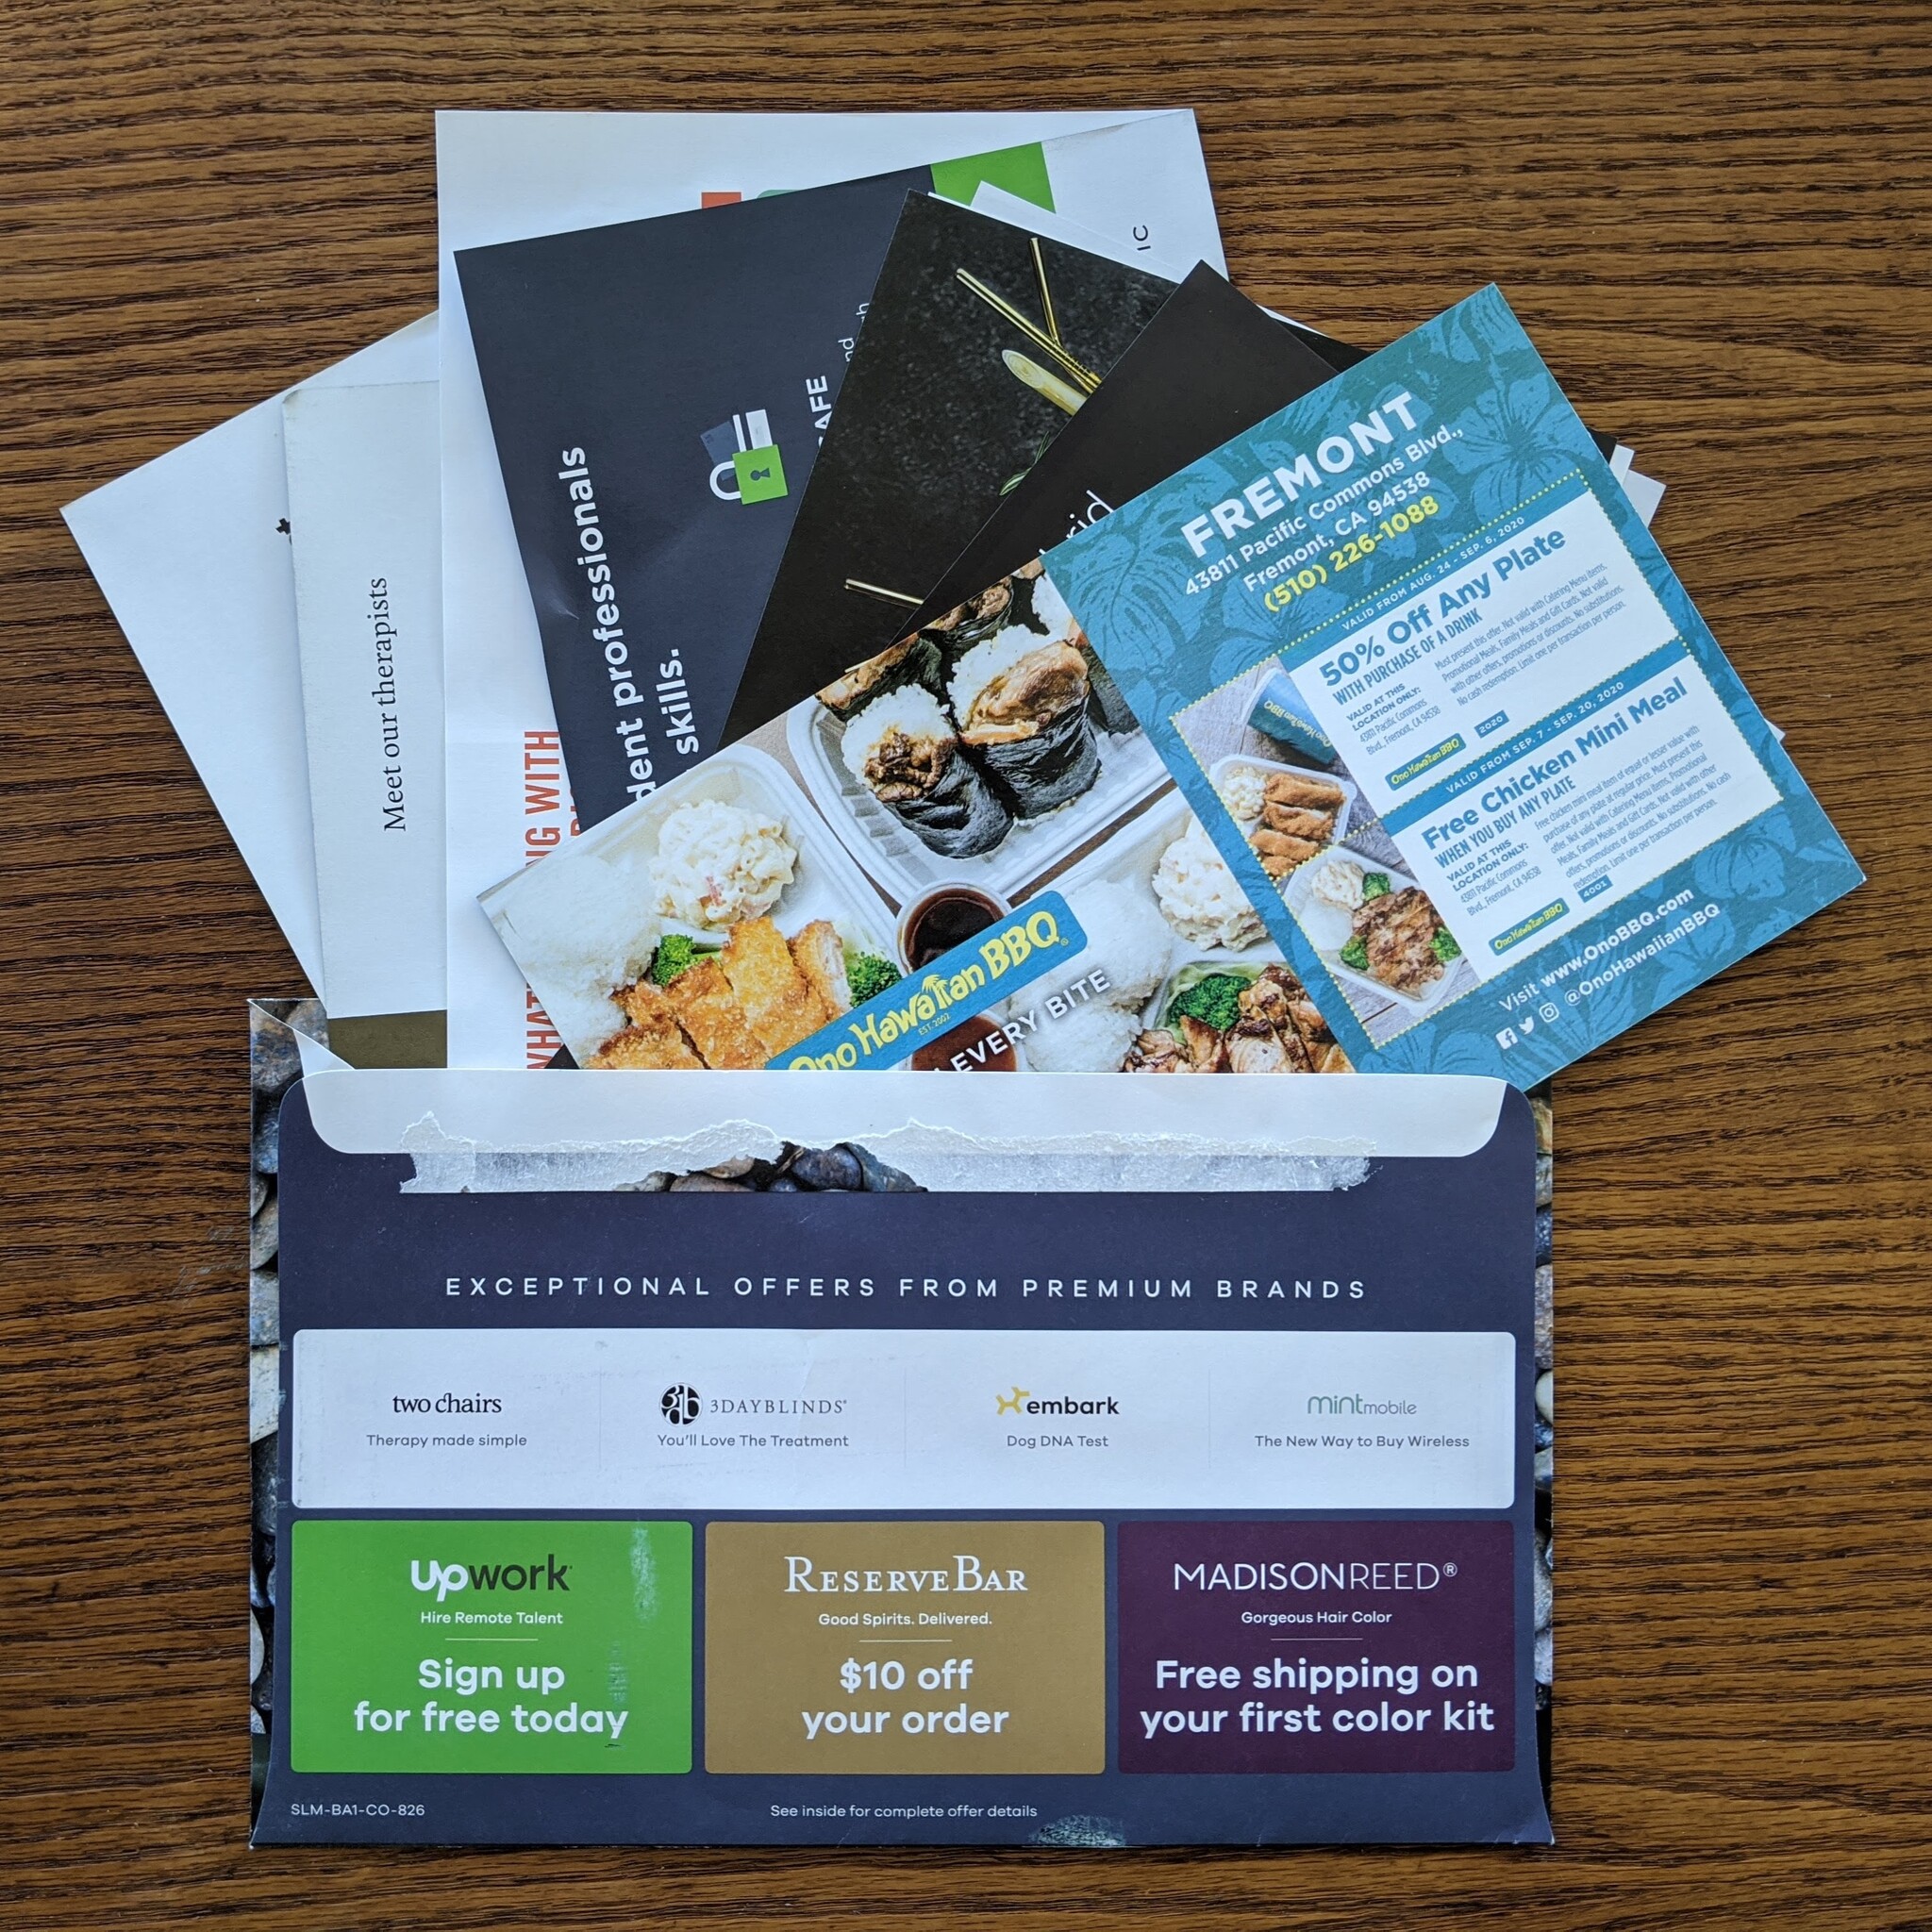 IC
Meet our therapists
dent professionals
skills.
FREMONT
43811 Pacific Commons Blvd.,
Fremont, CA 94538
(510) 226-1088
VALID FROM AUG. 24 - SEP. 6, 2020
50% Off Any Plate
WITH PURCHASE OF A DRINK
VALID AT THIS
LOCATION ONLY:
43811 Pacific Commons
Blvd., Fremont, CA 94538
Must present this offer. Not valid with Catering Menu items,
Promotional Meals, Family Meals and Gift Cards. Not valid
with other offers, promotions or discounts. No substitutions.
No cash redemption. Limit one per transaction per person.
Ono Hawaiian BBQ
2020
VALID FROM SEP. 7 - SEP. 20, 2020
Free Chicken Mini Meal
WHEN YOU BUY ANY PLATE
VALID AT THIS
LOCATION ONLY:
43811 Pacific Commons
Blvd., Fremont, CA 94538
Free chicken mini meal item of equal or lesser value with
purchase of any plate at regular price. Must present this
offer. Not valid with Catering Menu items, Promotional
Meals, Family Meals and Gift Cards. Not valid with other
offers, promotions or discounts. No substitutions. No cash
redemption. Limit one per transaction per person.
Ono Hawaiian BBQ
4001
Visit www.OnoBBQ.com
@OnoHawaiianBBQ
Ono Hawaiian BBQ
EST. 2002
EVERY BITE
EXCEPTIONAL OFFERS FROM PREMIUM BRANDS
two chairs
Therapy made simple
3DAYBLINDS
You'll Love The Treatment
embark
Dog DNA Test
mintmobile
The New Way to Buy Wireless
upwork
Hire Remote Talent
Sign up
for free today
RESERVEBAR
Good Spirits. Delivered.
$10 off
your order
MADISONREED®
Gorgeous Hair Color
Free shipping on
your first color kit
SLM-BA1-CO-826
See inside for complete offer details